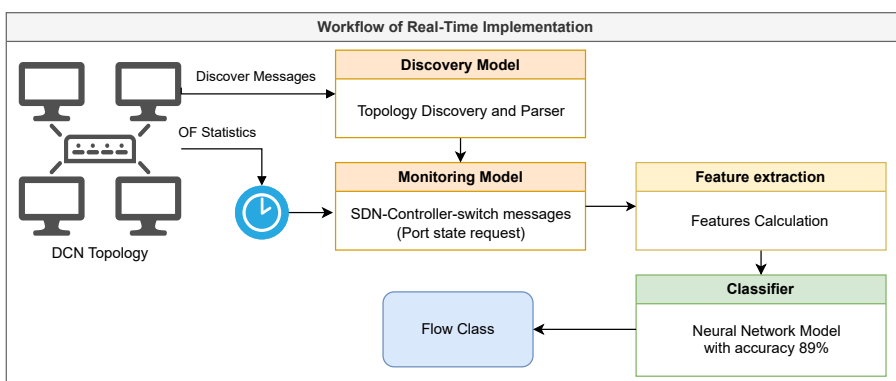 Workflow of Real-Time Implementation
Discover Messages
Discovery Model
Topology Discovery and Parser
OF Statistics
Monitoring Model
SDN-Controller-switch messages
(Port state request)
Feature extraction
Features Calculation
DCN Topology
Classifier
Neural Network Model
with accuracy 89%
Flow Class